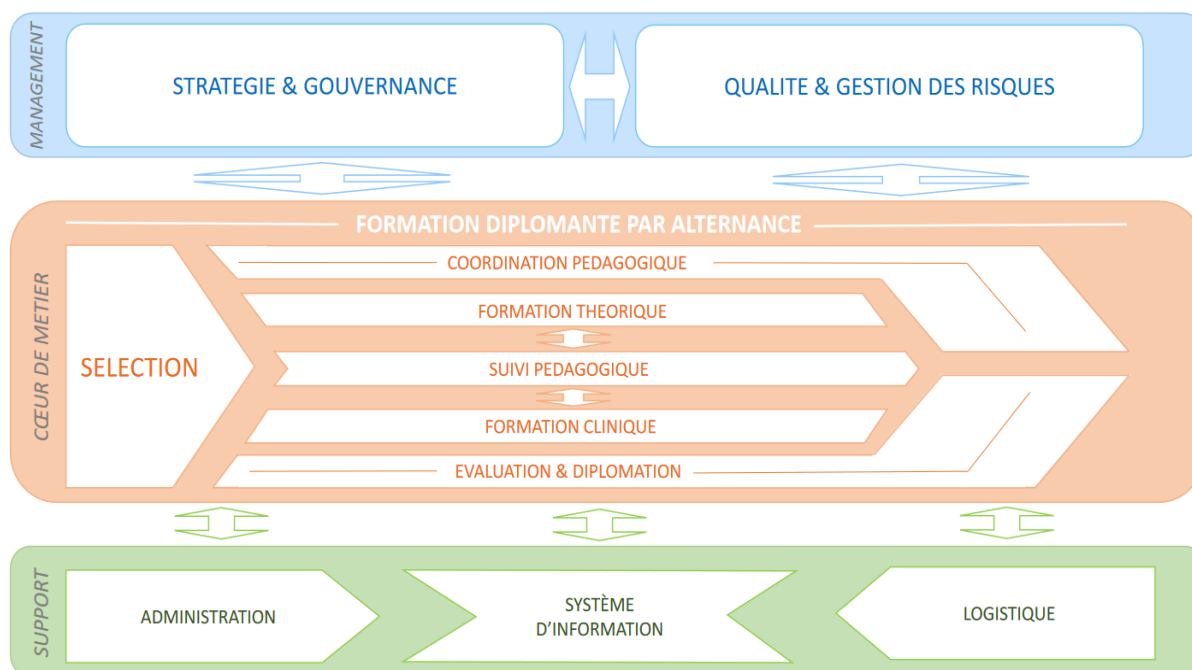 MANAGEMENT
STRATEGIE & GOUVERNANCE
QUALITE & GESTION DES RISQUES
CŒUR DE METIER
FORMATION DIPLOMANTE PAR ALTERNANCE
SELECTION
COORDINATION PEDAGOGIQUE
FORMATION THEORIQUE
SUIVI PEDAGOGIQUE
FORMATION CLINIQUE
EVALUATION & DIPLOMATION
SUPPORT
ADMINISTRATION
SYSTÈME
D’INFORMATION
LOGISTIQUE